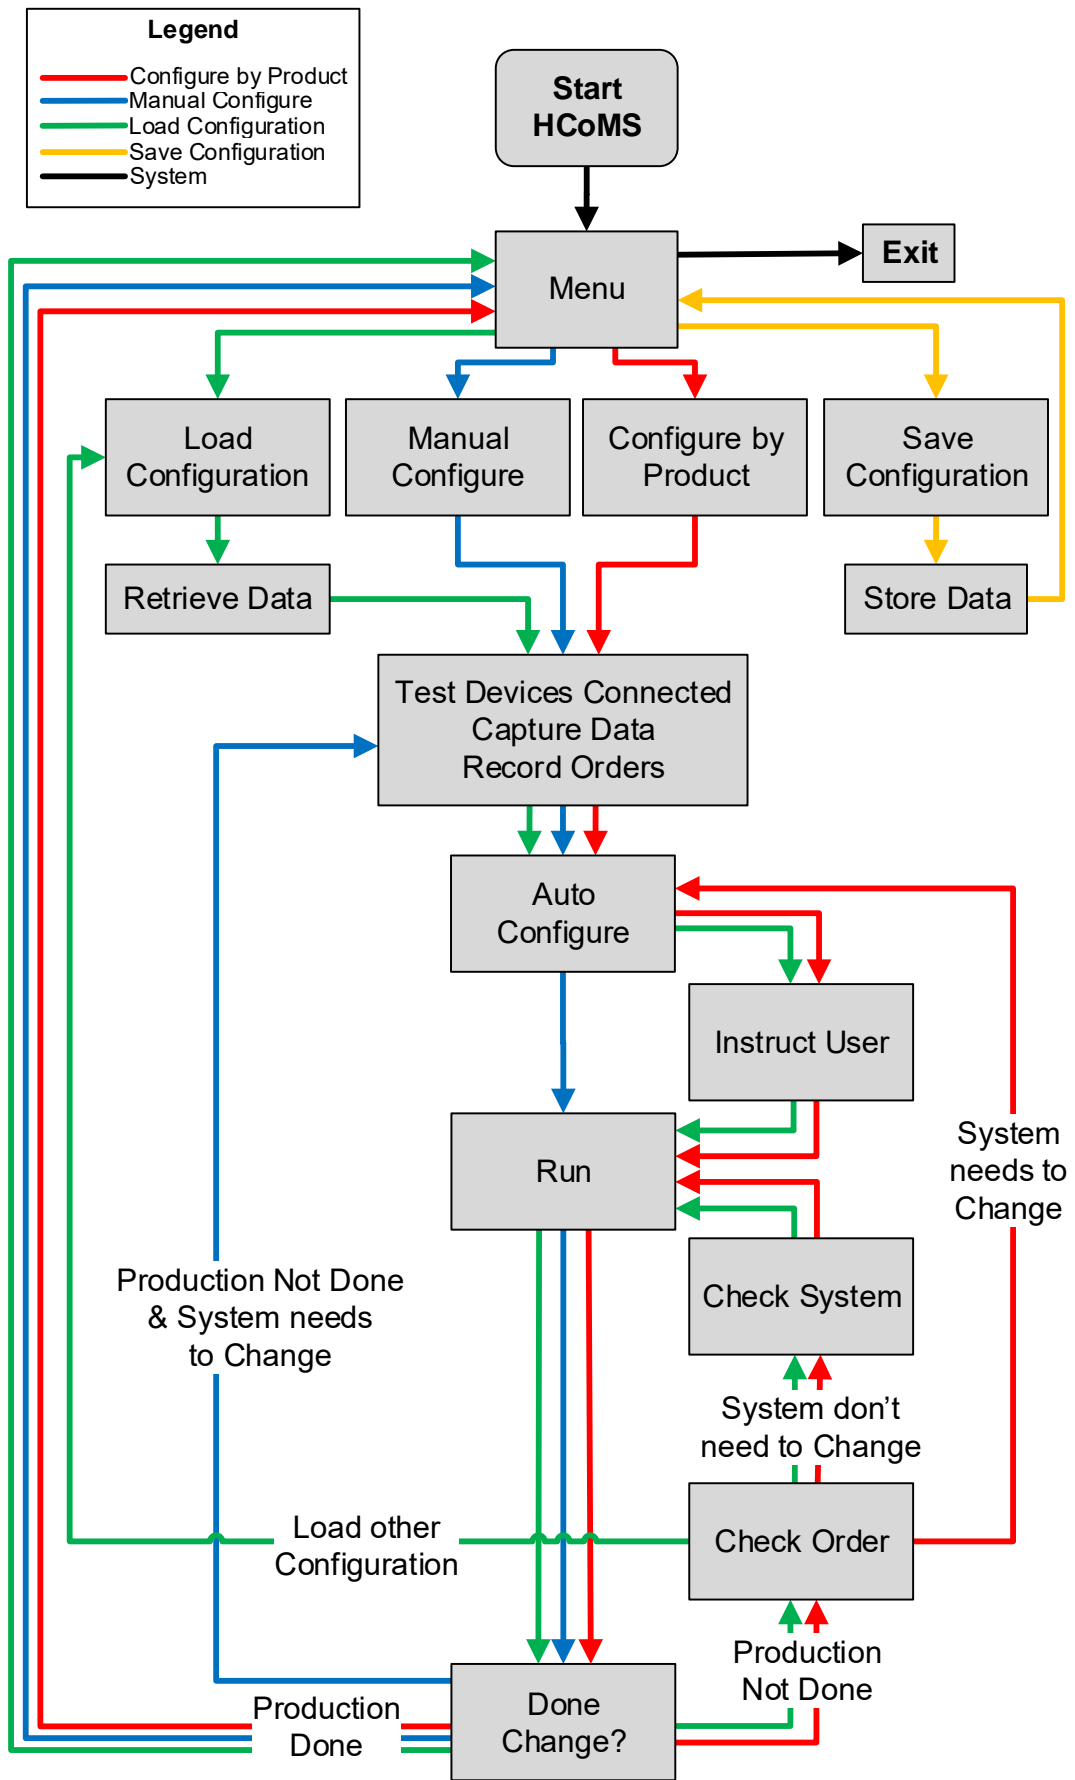 Legend
Configure by Product
Manual Configure
Load Configuration
Save Configuration
System
Start
HCoMS
Menu
Exit
Load
Configuration
Manual
Configure
Configure by
Product
Save
Configuration
Retrieve Data
Store Data
Test Devices Connected
Capture Data
Record Orders
Auto
Configure
Instruct User
System
needs to
Change
Run
Production Not Done
& System needs
to Change
Check System
System don't
need to Change
Load other
Configuration
Check Order
Production
Not Done
Production
Done
Done
Change?